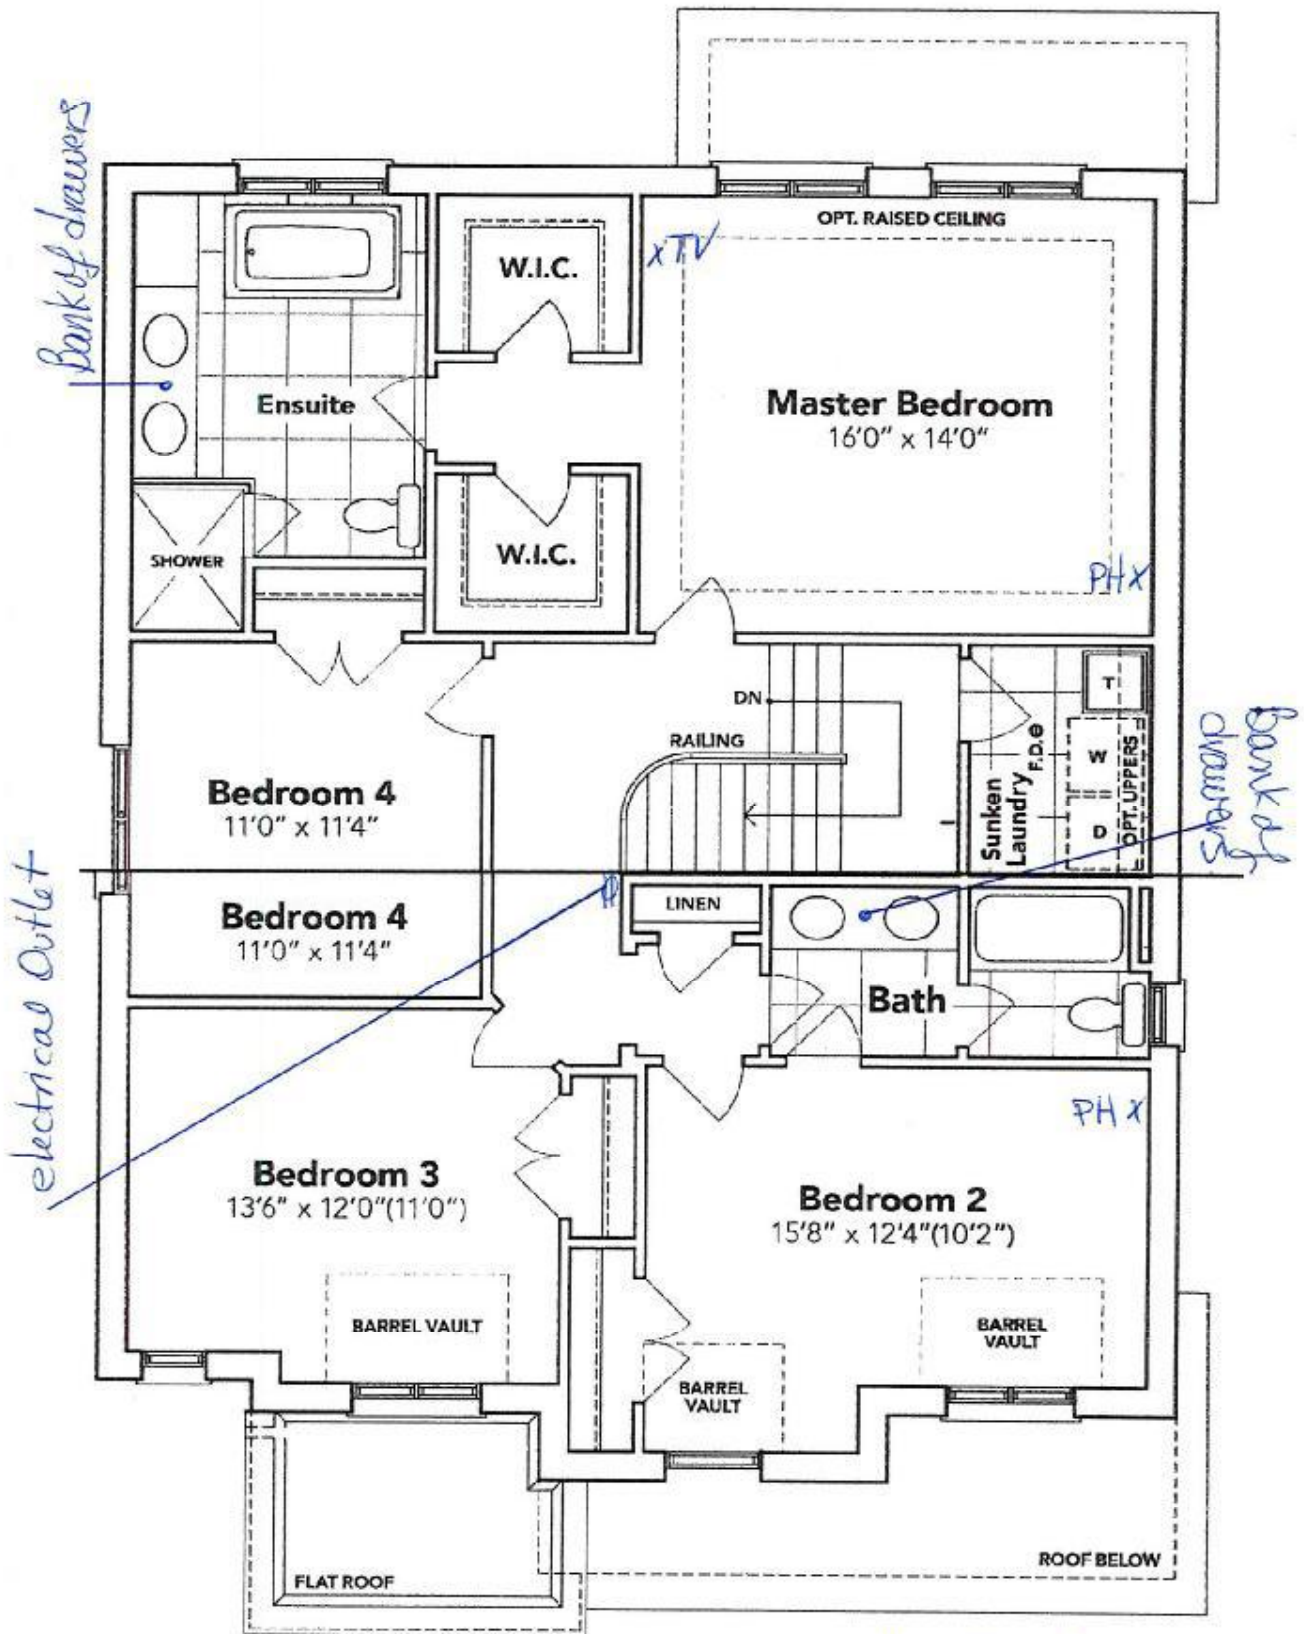 Bank of drawers
OPT. RAISED CEILING
x TV
W.I.C.
Ensuite
Master Bedroom
16'0" x 14'0"
SHOWER
W.I.C.
PH X
DN
RAILING
T
W
D
F.D.
OPT. UPPERS
Sunken
Laundry
Bank of
drawers
Bedroom 4
11'0" x 11'4"
Bedroom 4
11'0" x 11'4"
LINEN
electrical Outlet
Bath
PH X
Bedroom 3
13'6" x 12'0"(11'0")
Bedroom 2
15'8" x 12'4"(10'2")
BARREL VAULT
BARREL
VAULT
BARREL
VAULT
FLAT ROOF
ROOF BELOW